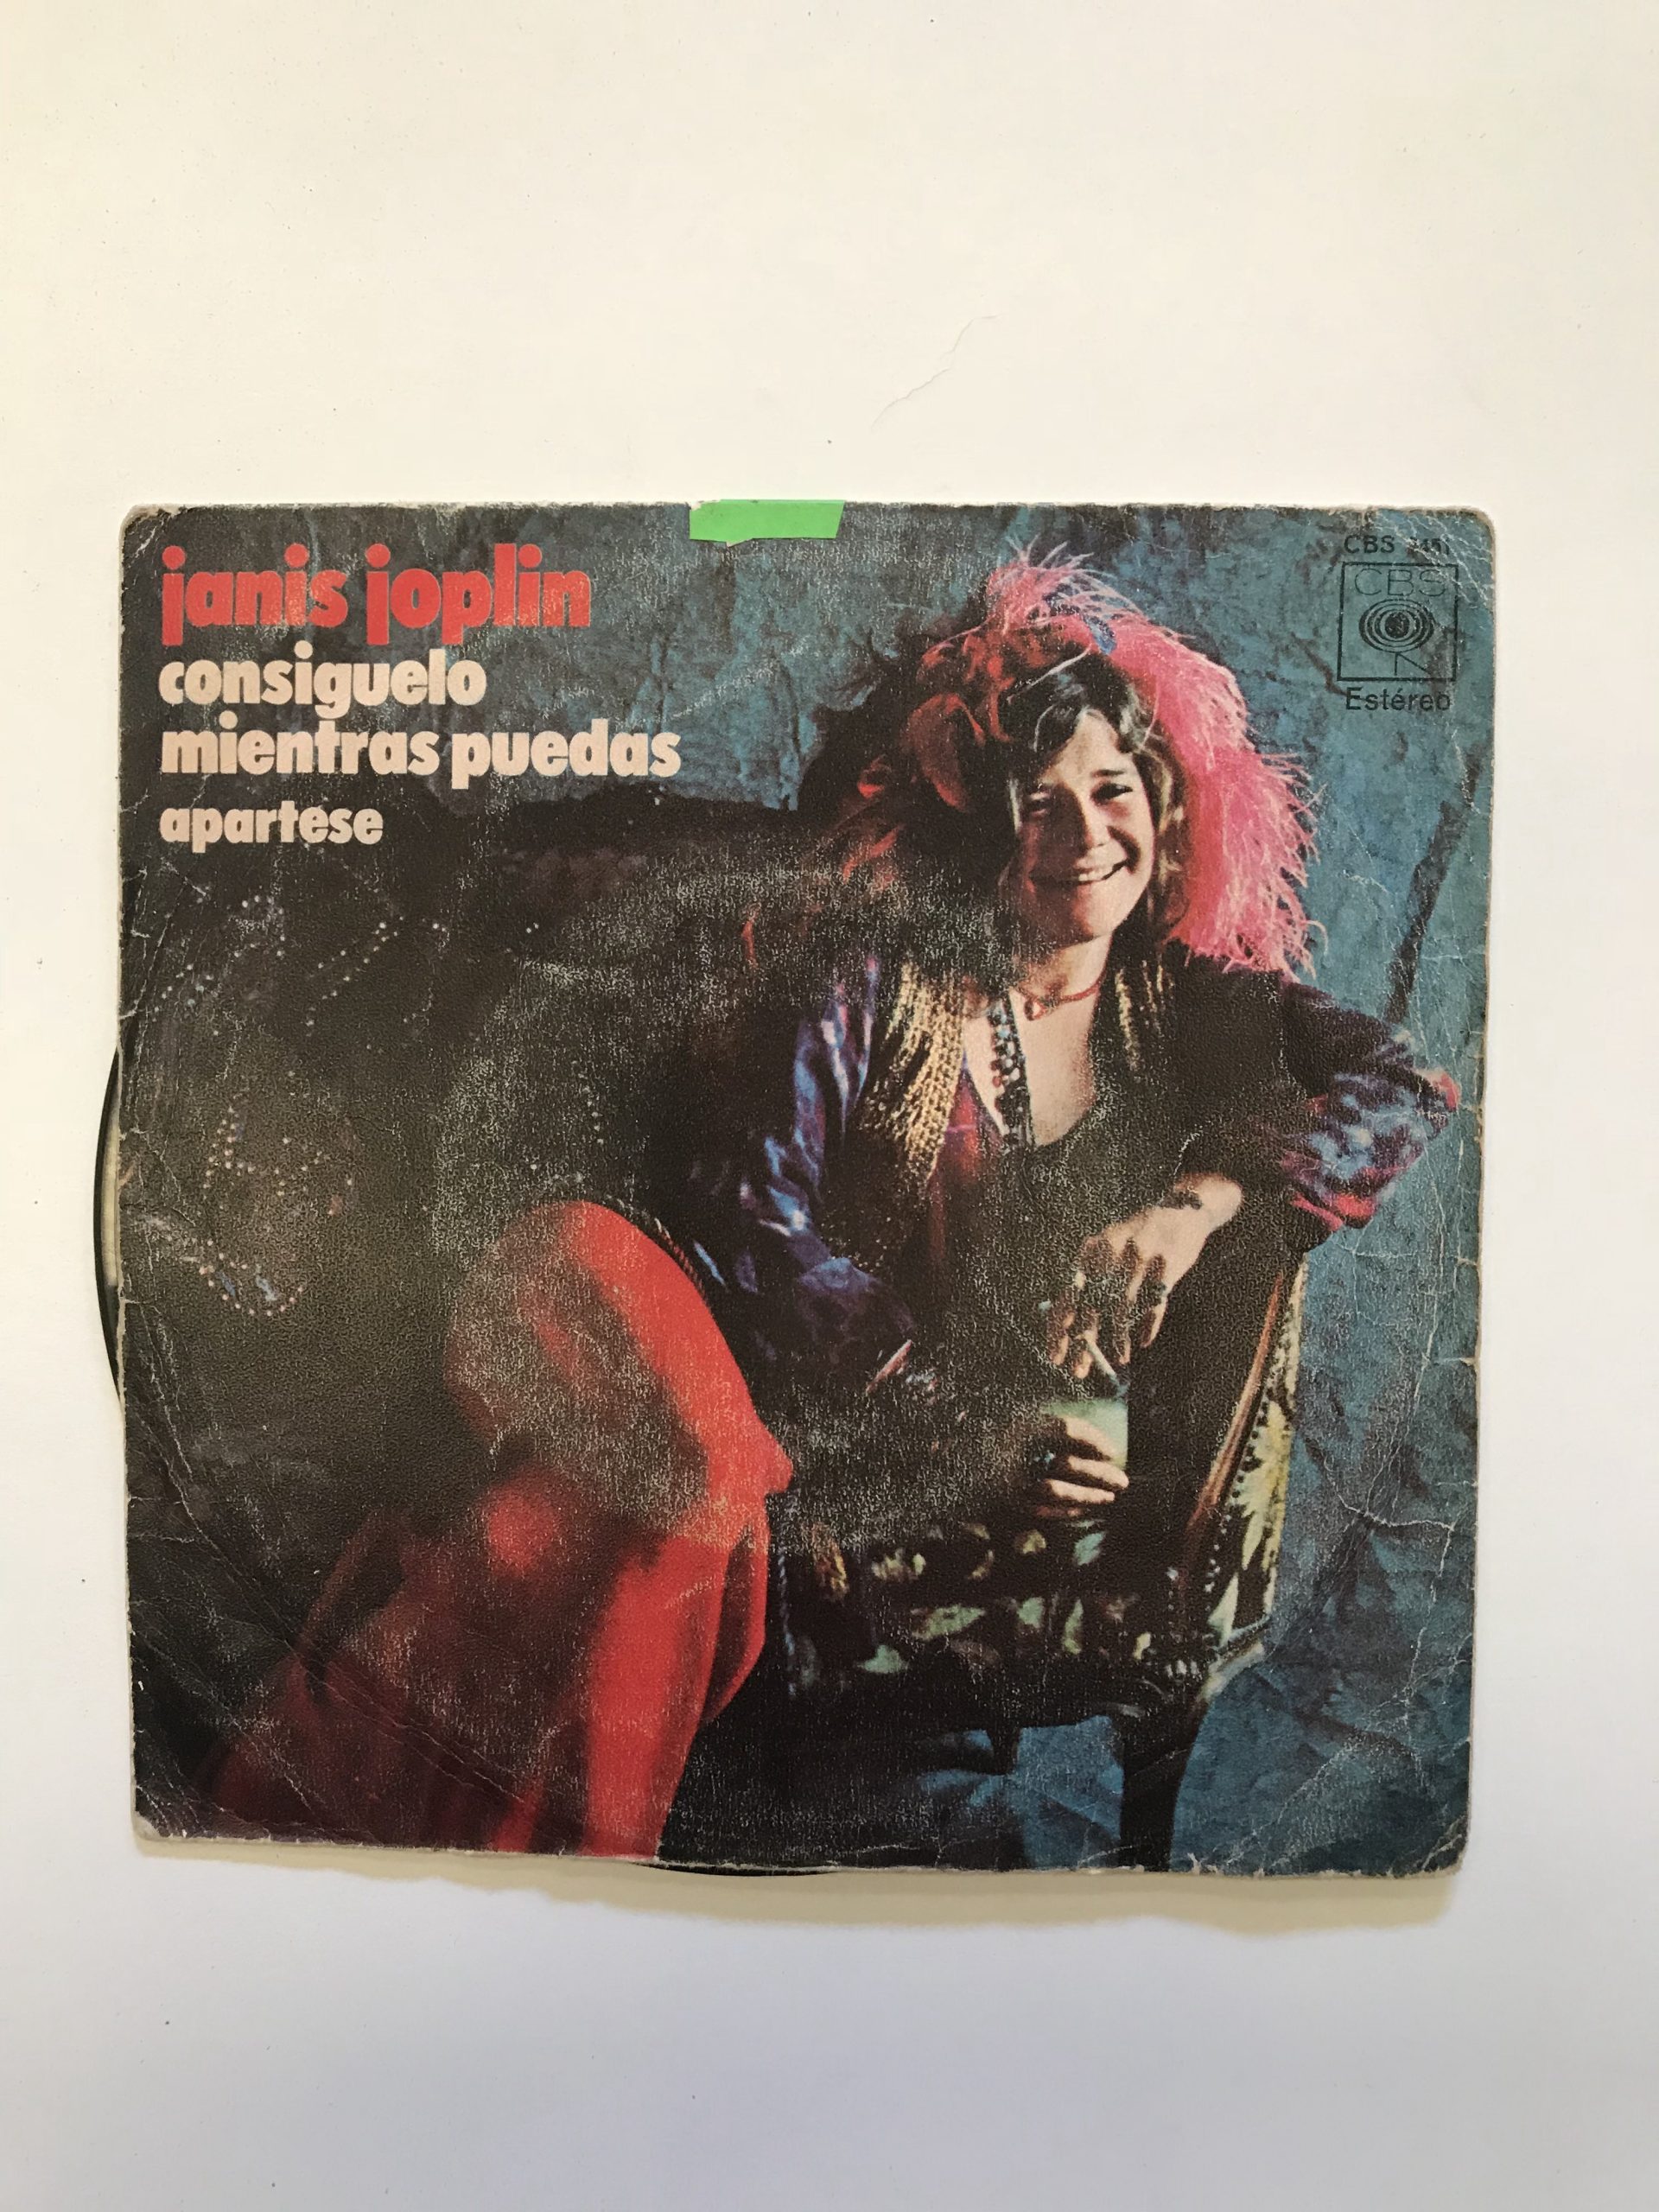 janis joplin
consiguelo
mientras puedas
apartese
CBS
CBS
Estéreo